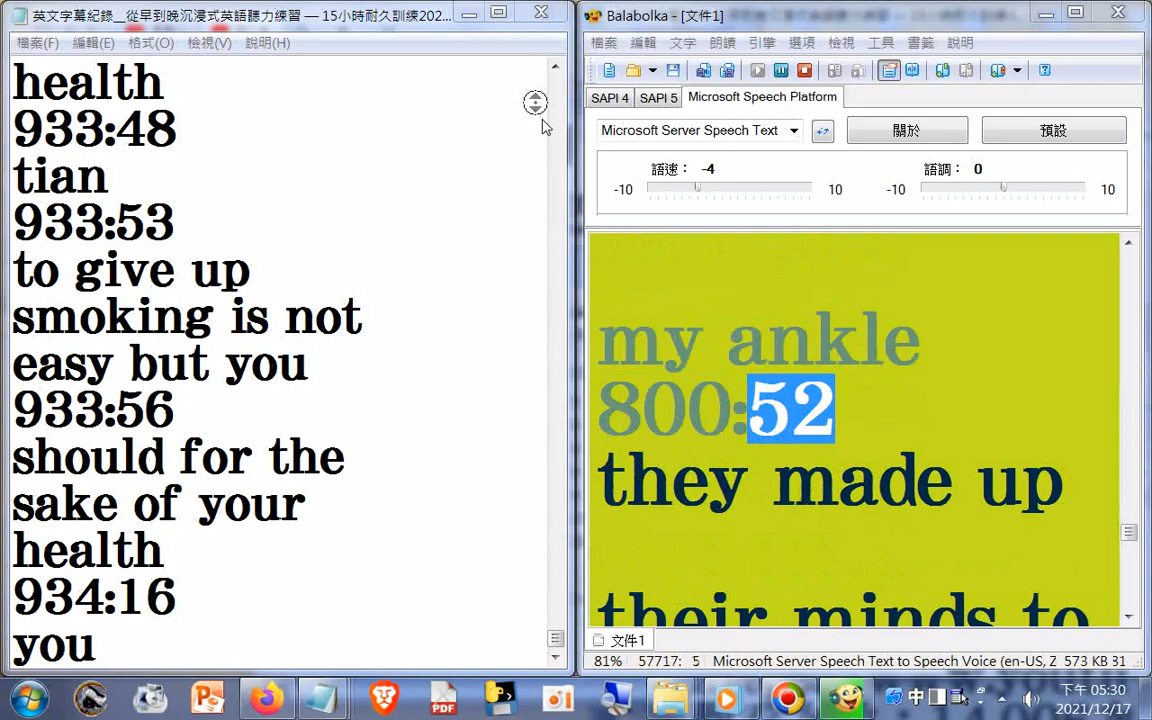 英文字幕紀錄__從早到晚沉浸式英語聽力練習 — 15小時耐久訓練202...
檔案(F) 編輯(E) 格式(O) 檢視(V) 說明(H)
health
933:48
tian
933:53
to give up
smoking is not
easy but you
933:56
should for the
sake of your
health
934:16
you
Balabolka - [文件1]
檔案 編輯 文字 朗讀 引擎 選項 檢視 工具 書籤 說明
SAPI 4 SAPI 5 Microsoft Speech Platform
Microsoft Server Speech Text 關於 預設
語速： -4 語調： 0
-10 10 -10 10
my ankle
800:52
they made up
their minds to
文件1
81% 57717: 5 Microsoft Server Speech Text to Speech Voice (en-US, Z 573 KB 31
中 下午 05:30
2021/12/17